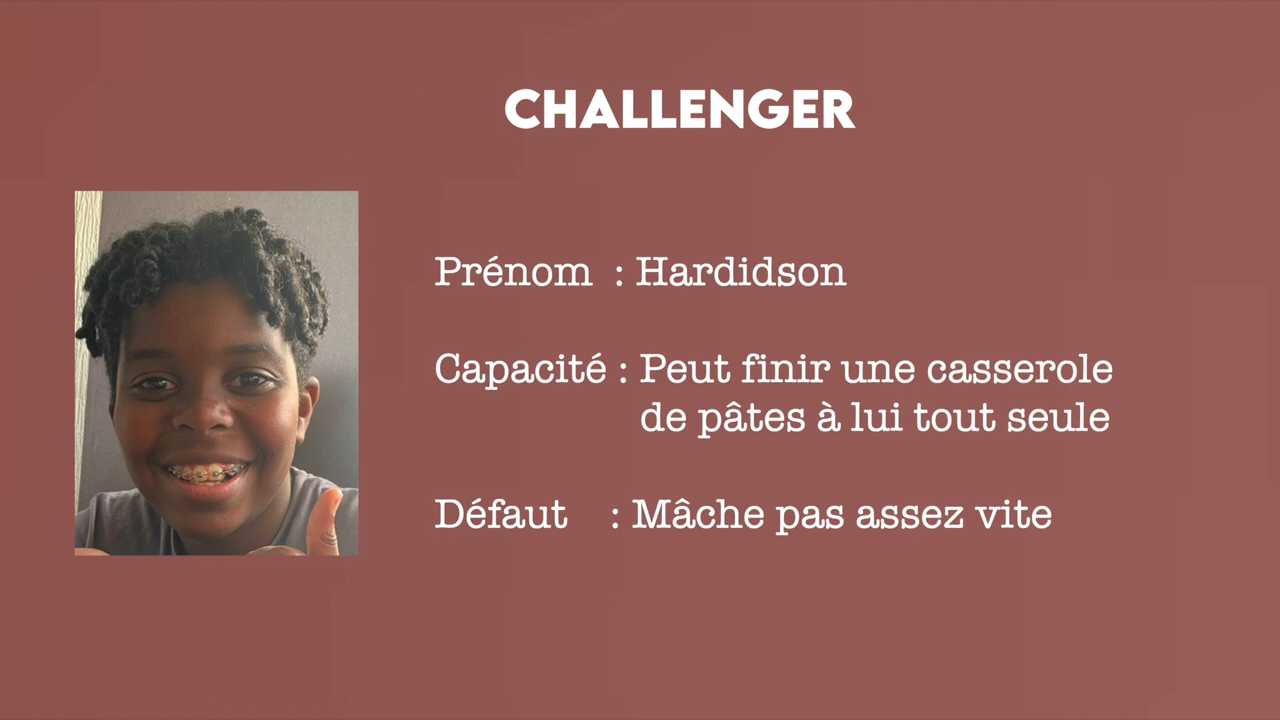 CHALLENGER
Prénom : Hardidson
Capacité : Peut finir une casserole
de pâtes à lui tout seule
Défaut : Mâche pas assez vite